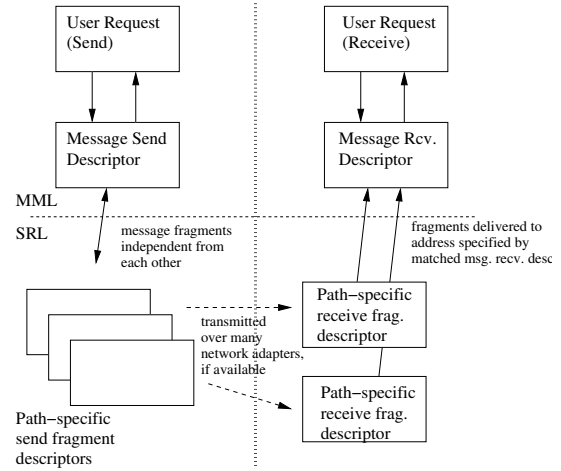 User Request
(Send)
User Request
(Receive)
Message Send
Descriptor
Message Rcv.
Descriptor
MML
SRL
message fragments
independent from
each other
fragments delivered to
address specified by
matched msg. recv. desc
Path−specific
receive frag.
descriptor
transmitted
over many
network adapters,
if available
Path−specific
receive frag.
descriptor
Path−specific
send fragment
descriptors